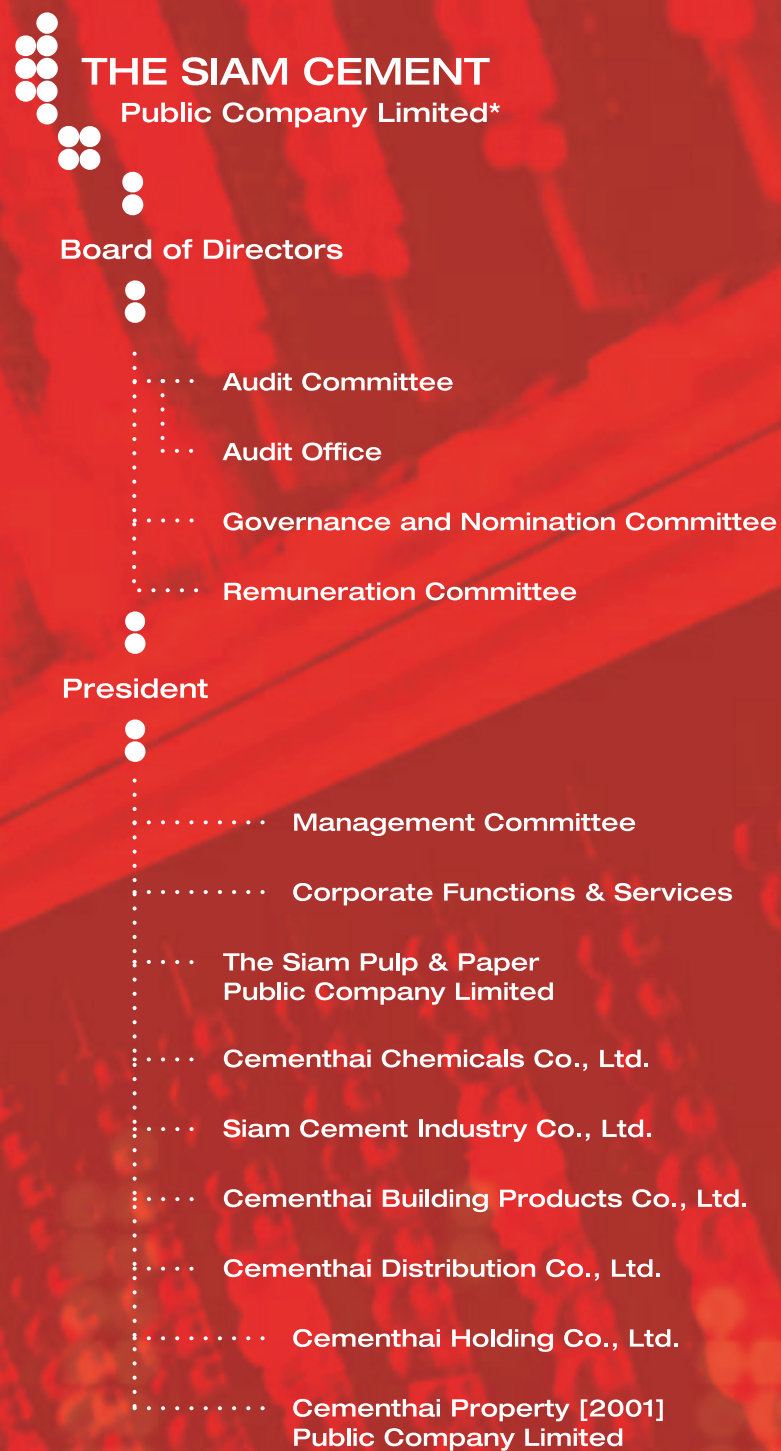 THE SIAM CEMENT
Public Company Limited*
Board of Directors
Audit Committee
Audit Office
Governance and Nomination Committee
Remuneration Committee
President
Management Committee
Corporate Functions & Services
The Siam Pulp & Paper
Public Company Limited
Cementhai Chemicals Co., Ltd.
Siam Cement Industry Co., Ltd.
Cementhai Building Products Co., Ltd.
Cementhai Distribution Co., Ltd.
Cementhai Holding Co., Ltd.
Cementhai Property [2001]
Public Company Limited